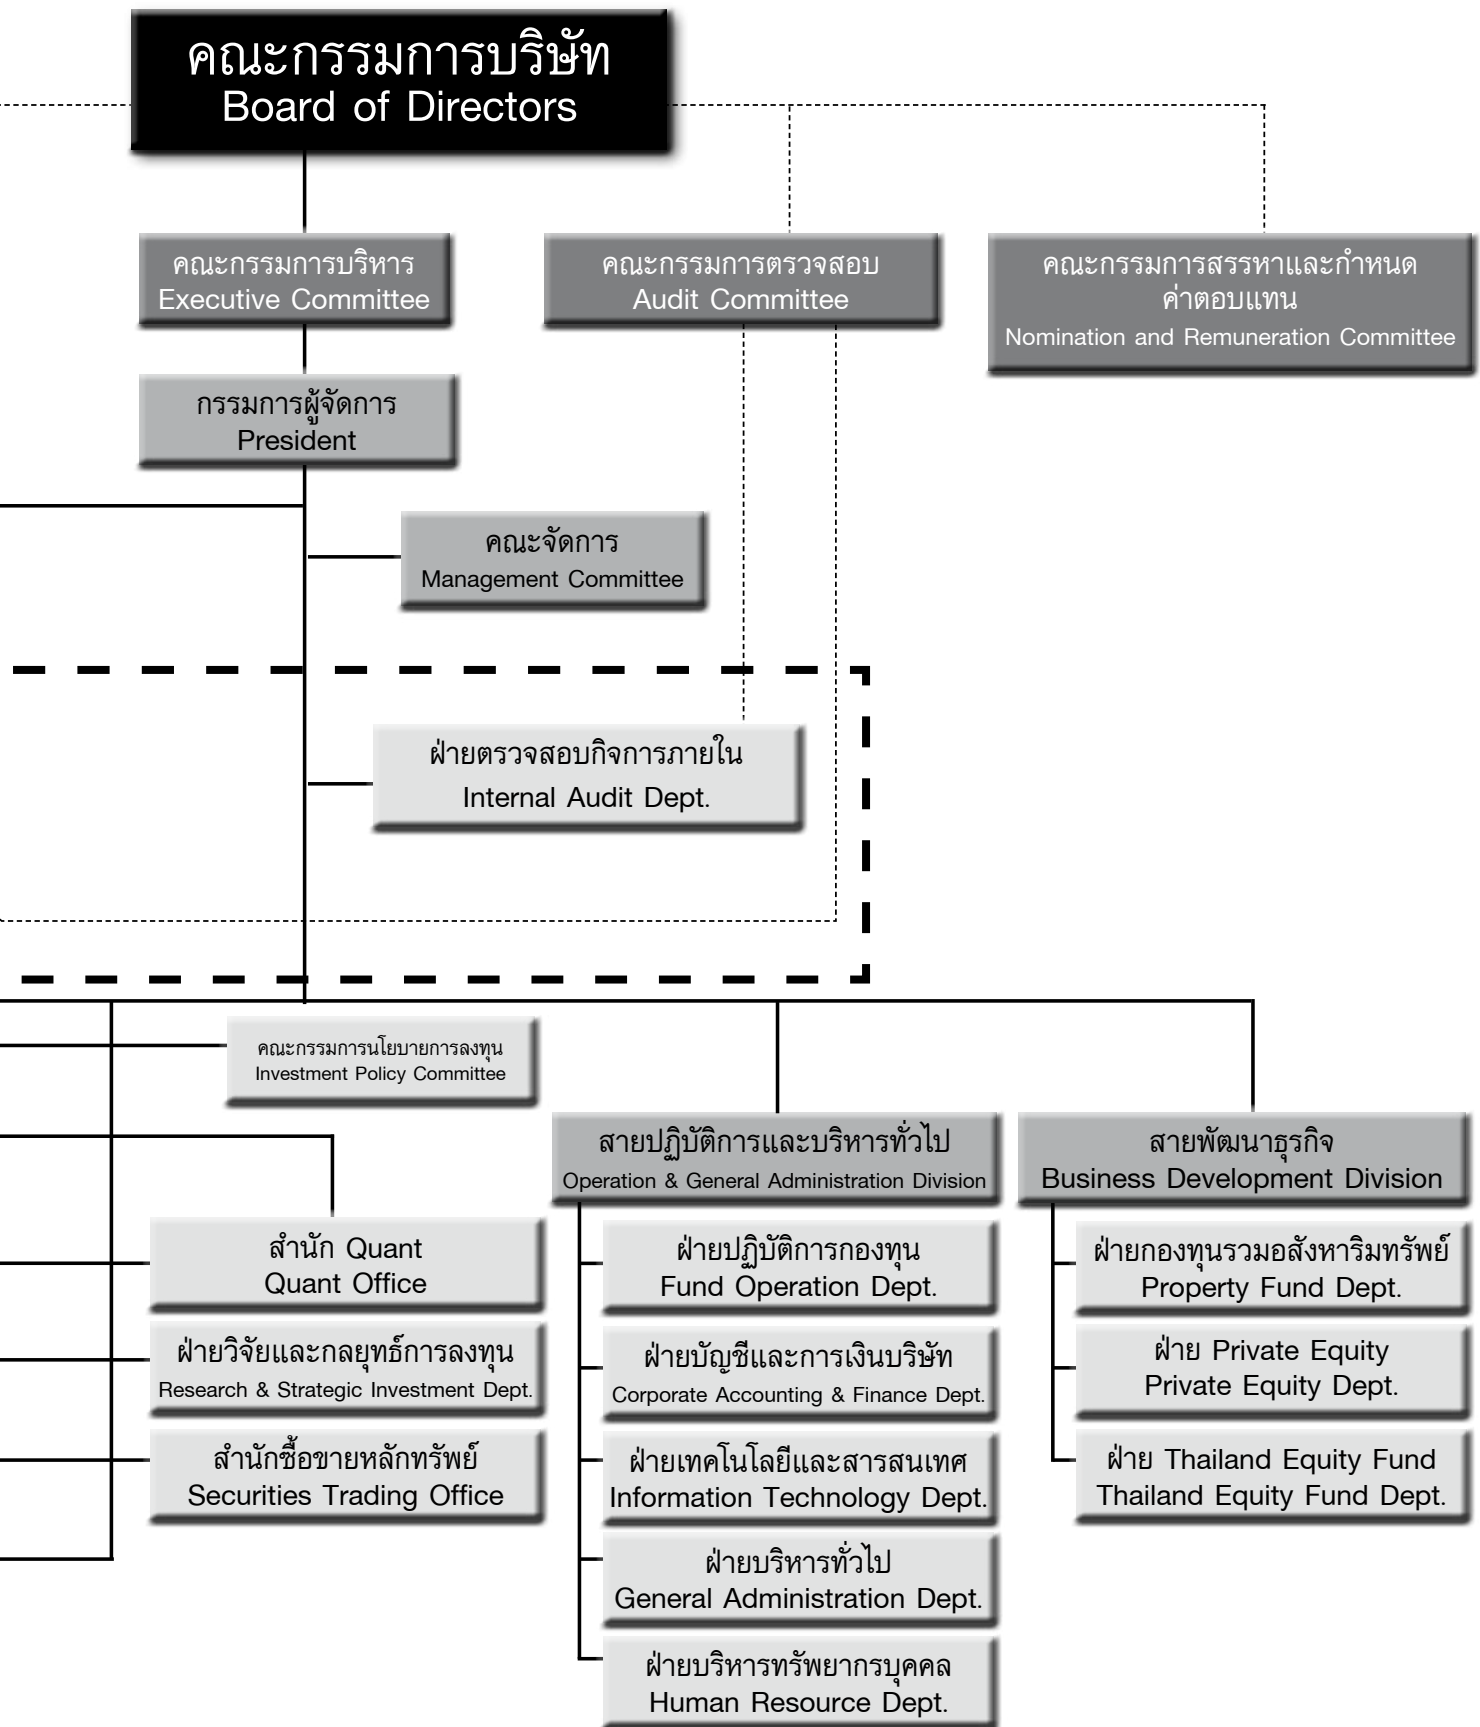 คณะกรรมการบริษัท
Board of Directors
คณะกรรมการบริหาร
Executive Committee
คณะกรรมการตรวจสอบ
Audit Committee
คณะกรรมการสรรหาและกำหนด
ค่าตอบแทน
Nomination and Remuneration Committee
กรรมการผู้จัดการ
President
คณะจัดการ
Management Committee
ฝ่ายตรวจสอบกิจการภายใน
Internal Audit Dept.
คณะกรรมการนโยบายการลงทุน
Investment Policy Committee
สายปฏิบัติการและบริหารทั่วไป
Operation & General Administration Division
สายพัฒนาธุรกิจ
Business Development Division
สำนัก Quant
Quant Office
ฝ่ายวิจัยและกลยุทธ์การลงทุน
Research & Strategic Investment Dept.
สำนักซื้อขายหลักทรัพย์
Securities Trading Office
ฝ่ายปฏิบัติการกองทุน
Fund Operation Dept.
ฝ่ายบัญชีและการเงินบริษัท
Corporate Accounting & Finance Dept.
ฝ่ายเทคโนโลยีและสารสนเทศ
Information Technology Dept.
ฝ่ายบริหารทั่วไป
General Administration Dept.
ฝ่ายบริหารทรัพยากรบุคคล
Human Resource Dept.
ฝ่ายกองทุนรวมอสังหาริมทรัพย์
Property Fund Dept.
ฝ่าย Private Equity
Private Equity Dept.
ฝ่าย Thailand Equity Fund
Thailand Equity Fund Dept.